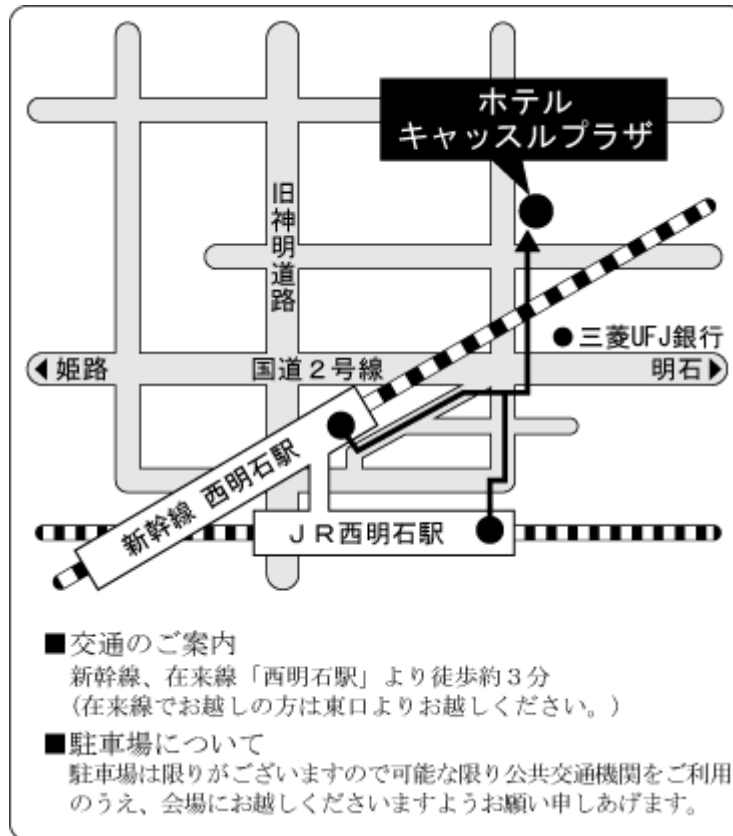 ホテル
キャッスルプラザ
旧神明道路
三菱UFJ銀行
姫路
国道2号線
明石
新幹線 西明石駅
JR西明石駅
■交通のご案内
新幹線、在来線「西明石駅」より徒歩約3分
(在来線でお越しの方は東口よりお越しください。)
■駐車場について
駐車場は限りがございますので可能な限り公共交通機関をご利用
のうえ、会場にお越しくださいますようお願い申しあげます。